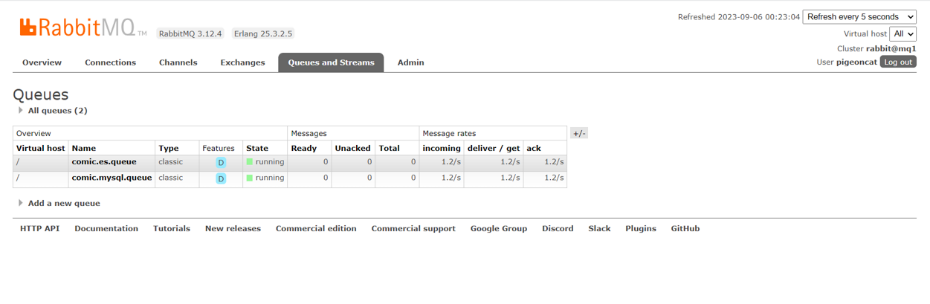 Refreshed 2023-09-06 00:23:04 Refresh every 5 seconds
RabbitMQ TM RabbitMQ 3.12.4 Erlang 25.3.2.5
Virtual host All
Cluster rabbit@mq1
User pigeoncat Log out
Overview Connections Channels Exchanges Queues and Streams Admin
Queues
All queues (2)
Overview Messages Message rates +/-
Virtual host Name Type Features State Ready Unacked Total incoming deliver / get ack
/ comic.es.queue classic D running 0 0 0 1.2/s 1.2/s 1.2/s
/ comic.mysql.queue classic D running 0 0 0 1.2/s 1.2/s 1.2/s
Add a new queue
HTTP API Documentation Tutorials New releases Commercial edition Commercial support Google Group Discord Slack Plugins GitHub